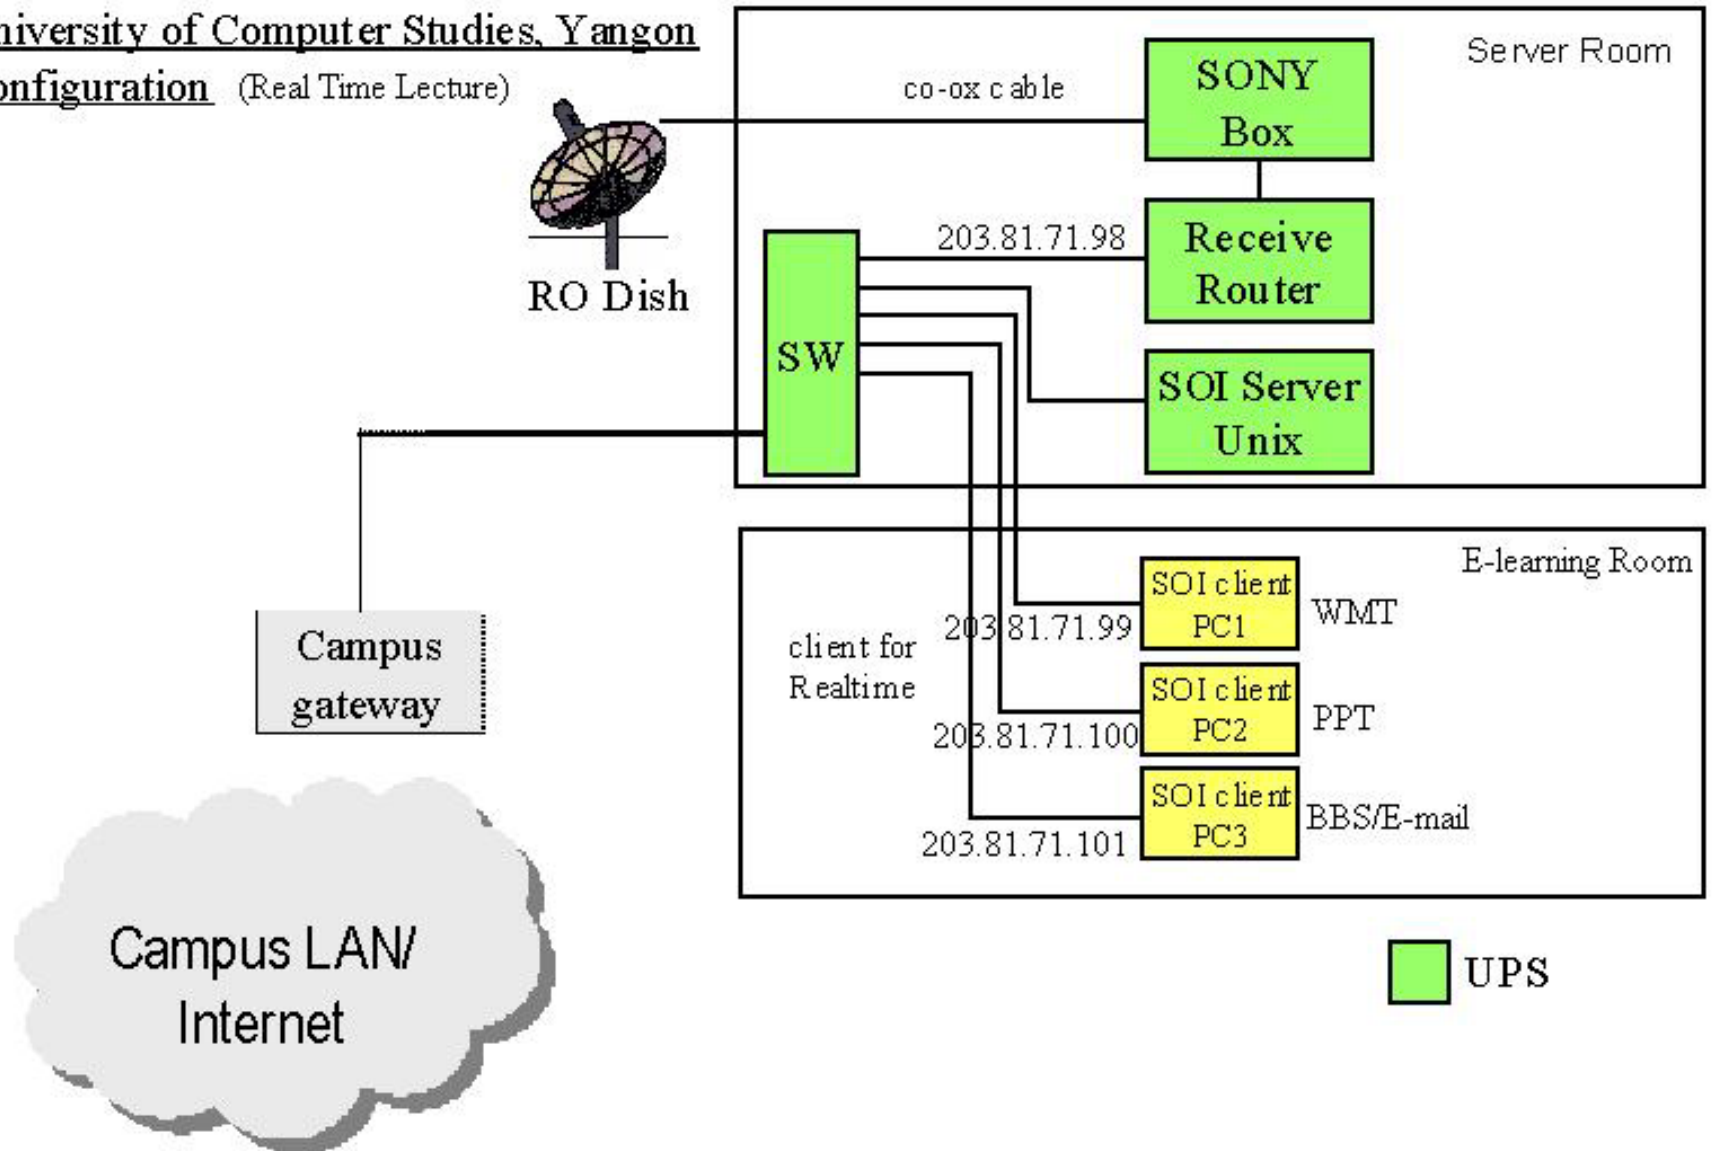 niversity of Computer Studies, Yangon
onfiguration (Real Time Lecture)
Server Room
co-ox cable
SONY
Box
203.81.71.98
Receive
Router
RO Dish
SW
SOI Server
Unix
E-learning Room
SOI client
PC1
WMT
203.81.71.99
client for
Realtime
SOI client
PC2
PPT
203.81.71.100
SOI client
PC3
BBS/E-mail
203.81.71.101
Campus
gateway
Campus LAN/
Internet
UPS